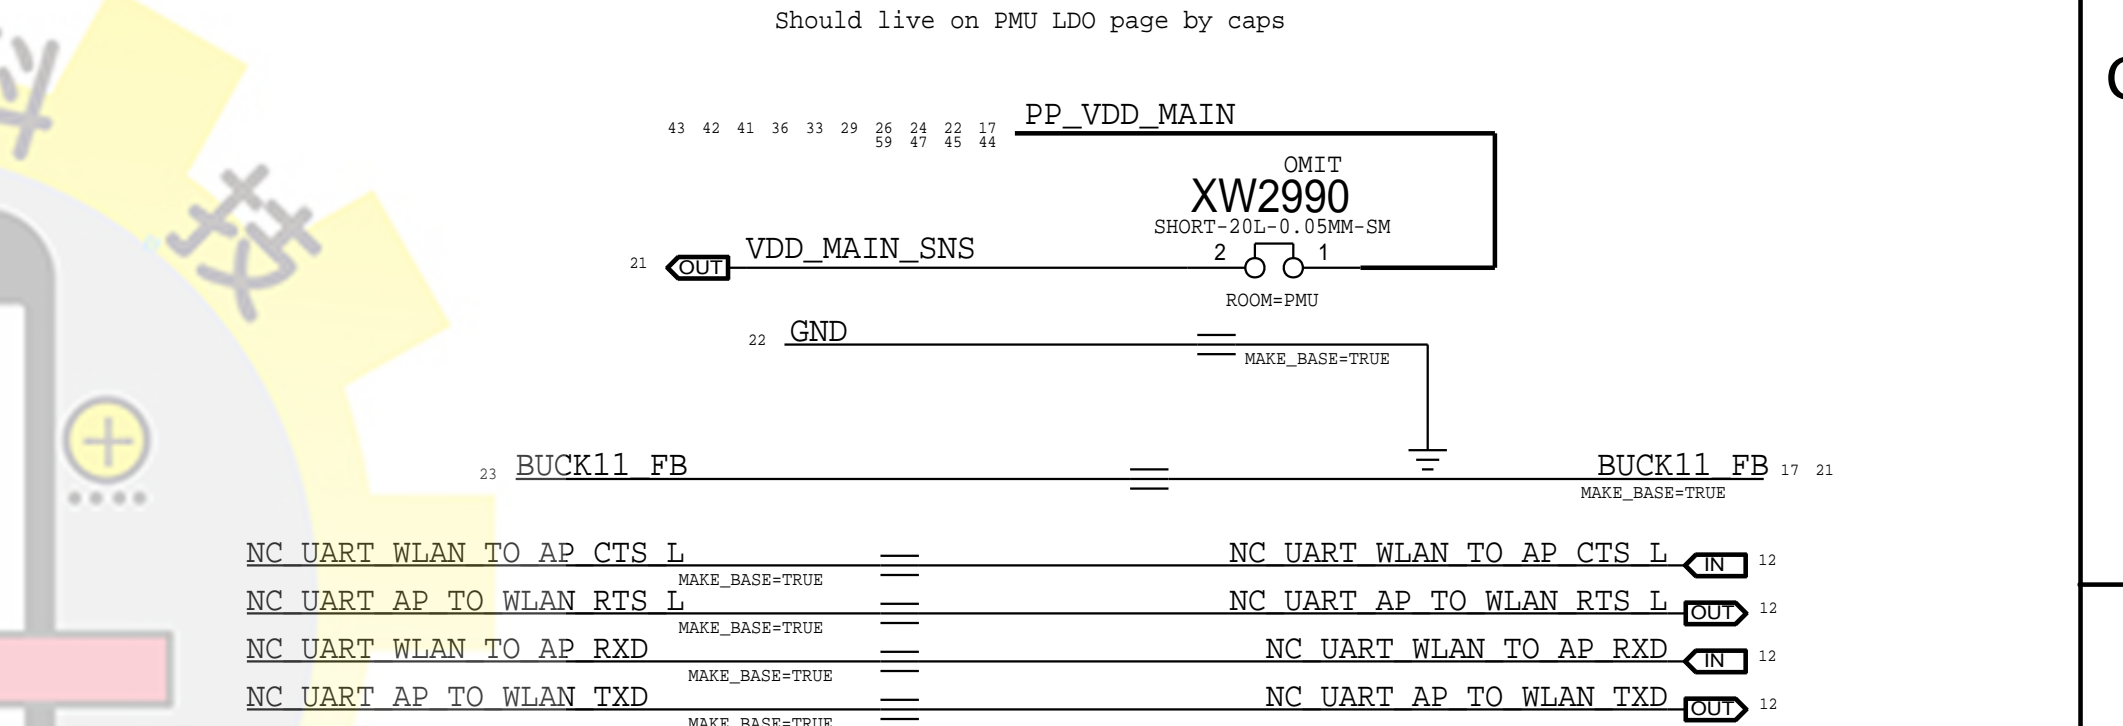 Should live on PMU LDO page by caps
PP_VDD_MAIN
43 42 41 36 33 29 26 24 22 17
59 47 45 44
OMIT
XW2990
SHORT-20L-0.05MM-SM
21 OUT VDD_MAIN_SNS 2 1
ROOM=PMU
22 GND
MAKE_BASE=TRUE
23 BUCK11_FB BUCK11_FB 17 21
MAKE_BASE=TRUE
NC_UART_WLAN_TO_AP_CTS_L NC_UART_WLAN_TO_AP_CTS_L IN 12
MAKE_BASE=TRUE
NC_UART_AP_TO_WLAN_RTS_L NC_UART_AP_TO_WLAN_RTS_L OUT 12
MAKE_BASE=TRUE
NC_UART_WLAN_TO_AP_RXD NC_UART_WLAN_TO_AP_RXD IN 12
MAKE_BASE=TRUE
NC_UART_AP_TO_WLAN_TXD NC_UART_AP_TO_WLAN_TXD OUT 12
MAKE_BASE=TRUE
技